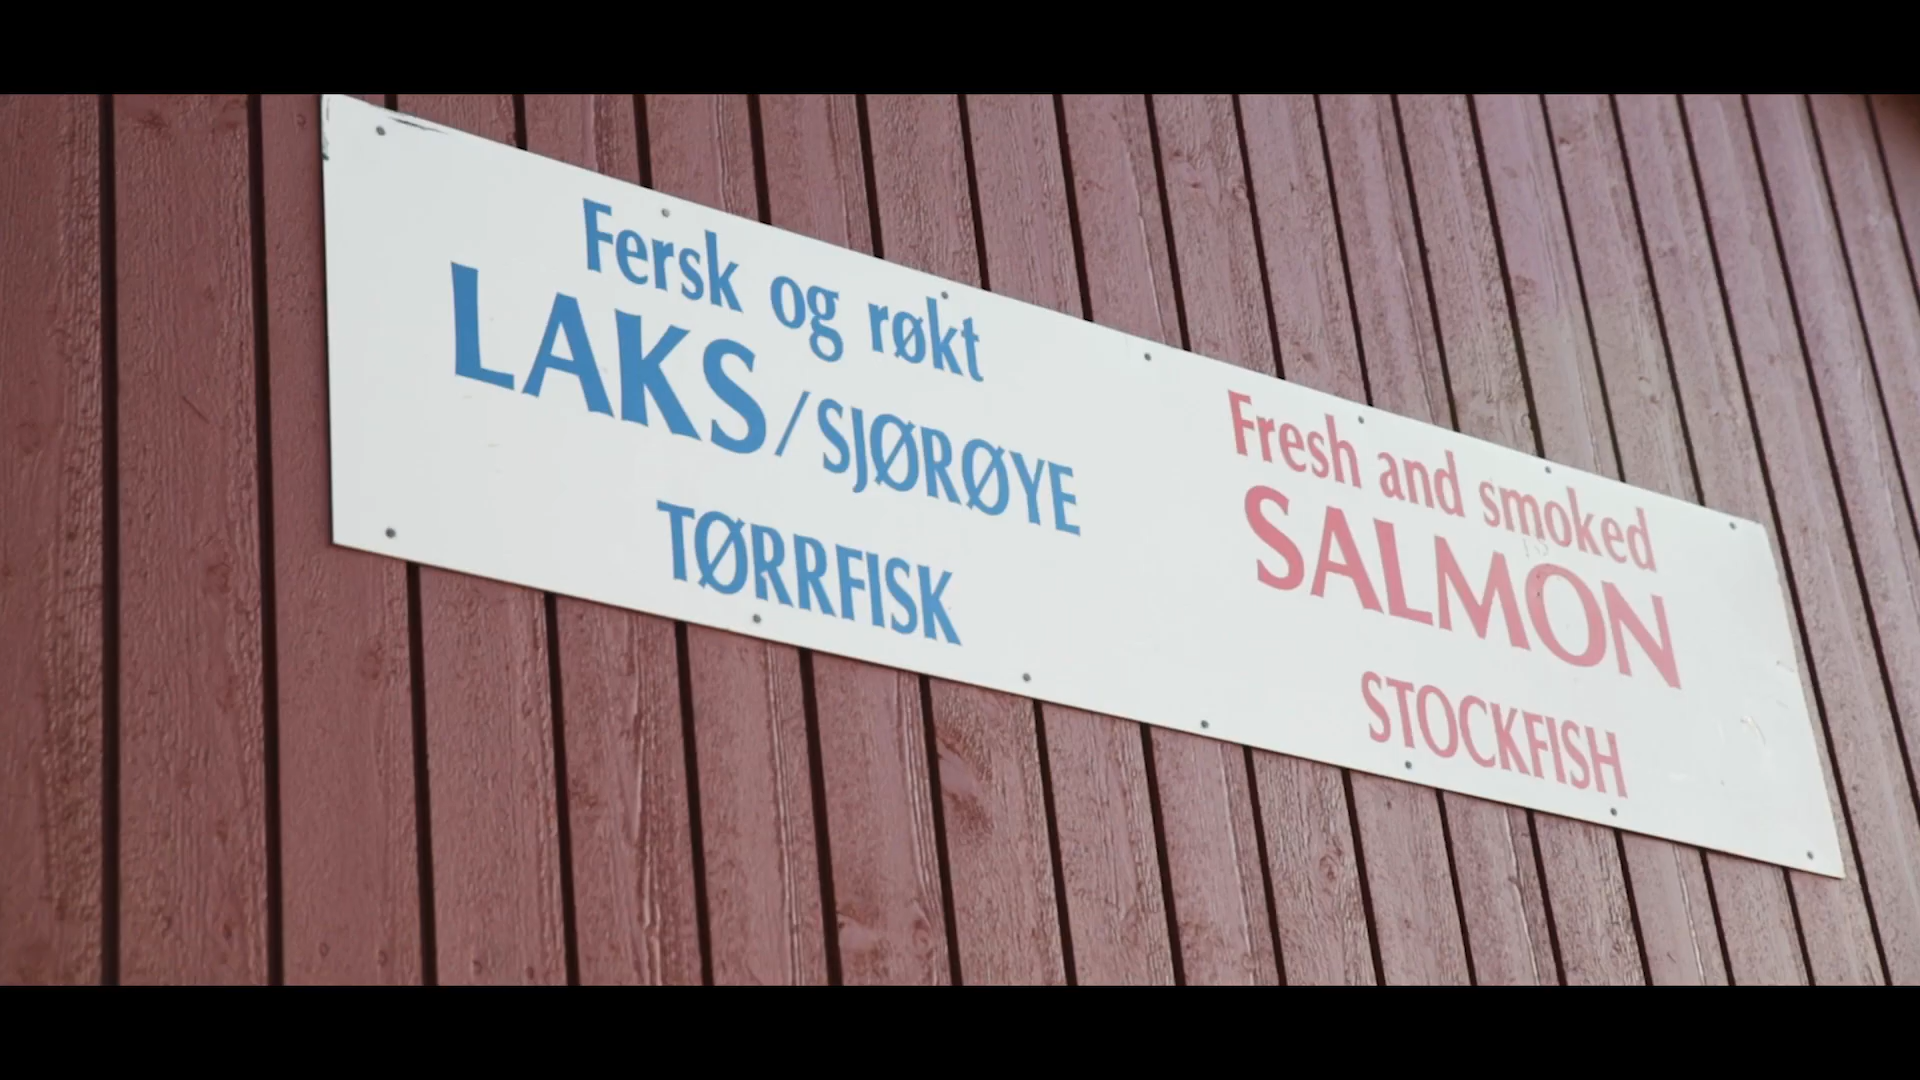 Fersk og røkt
LAKS/SJØRØYE
TØRRFISK
Fresh and smoked
SALMON
STOCKFISH